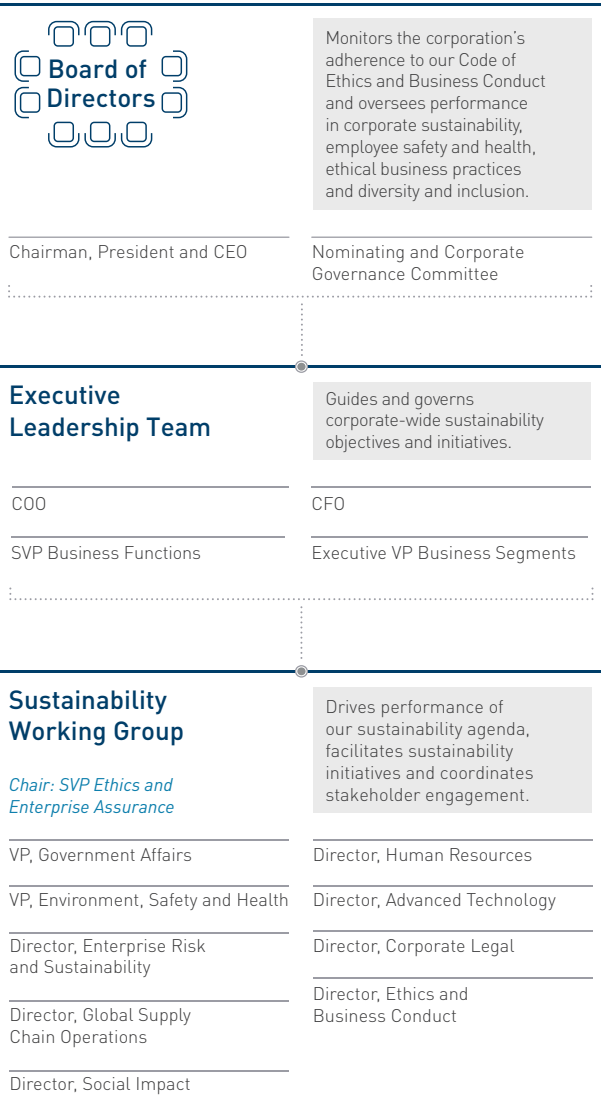 Board of
Directors
Monitors the corporation’s
adherence to our Code of
Ethics and Business Conduct
and oversees performance
in corporate sustainability,
employee safety and health,
ethical business practices
and diversity and inclusion.
Chairman, President and CEO
Nominating and Corporate
Governance Committee
Executive
Leadership Team
Guides and governs
corporate-wide sustainability
objectives and initiatives.
COO
CFO
SVP Business Functions
Executive VP Business Segments
Sustainability
Working Group
Chair: SVP Ethics and
Enterprise Assurance
Drives performance of
our sustainability agenda,
facilitates sustainability
initiatives and coordinates
stakeholder engagement.
VP, Government Affairs
VP, Environment, Safety and Health
Director, Enterprise Risk
and Sustainability
Director, Global Supply
Chain Operations
Director, Social Impact
Director, Human Resources
Director, Advanced Technology
Director, Corporate Legal
Director, Ethics and
Business Conduct